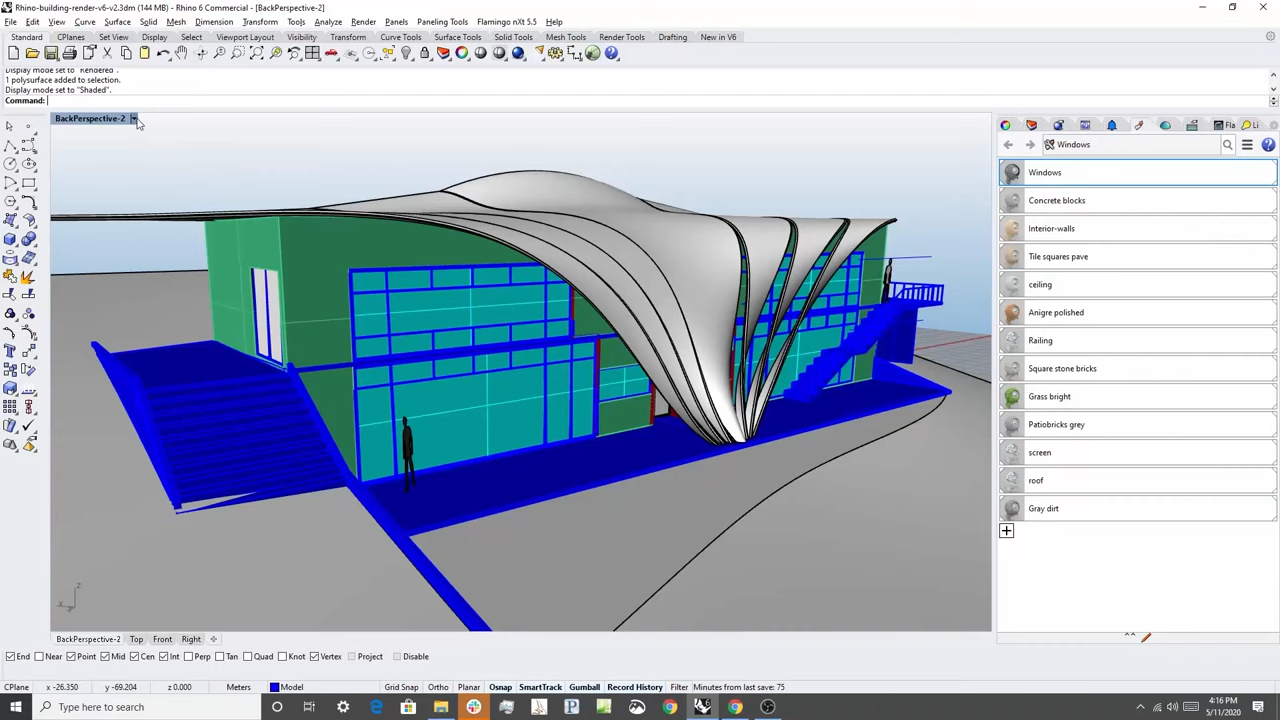 Rhino-building-render-v6-v2.3dm (144 MB) - Rhino 6 Commercial - [BackPerspective-2]
File Edit View Curve Surface Solid Mesh Dimension Transform Tools Analyze Render Panels Paneling Tools Flamingo nXt 5.5 Help
Standard CPlanes Set View Display Select Viewport Layout Visibility Transform Curve Tools Surface Tools Solid Tools Mesh Tools Render Tools Drafting New in V6
Display mode set to "Rendered".
1 polysurface added to selection.
Display mode set to "Shaded".
Command:
BackPerspective-2
Fla
Li
Windows
Windows
Concrete blocks
Interior-walls
Tile squares pave
ceiling
Anigre polished
Railing
Square stone bricks
Grass bright
Patiobricks grey
screen
roof
Gray dirt
z
x
BackPerspective-2 Top Front Right
End Near Point Mid Cen Int Perp Tan Quad Knot Vertex Project Disable
CPlane x -26.350 y -69.204 z 0.000 Meters Model Grid Snap Ortho Planar Osnap SmartTrack Gumball Record History Filter Minutes from last save: 75
Type here to search
4:16 PM
5/11/2020